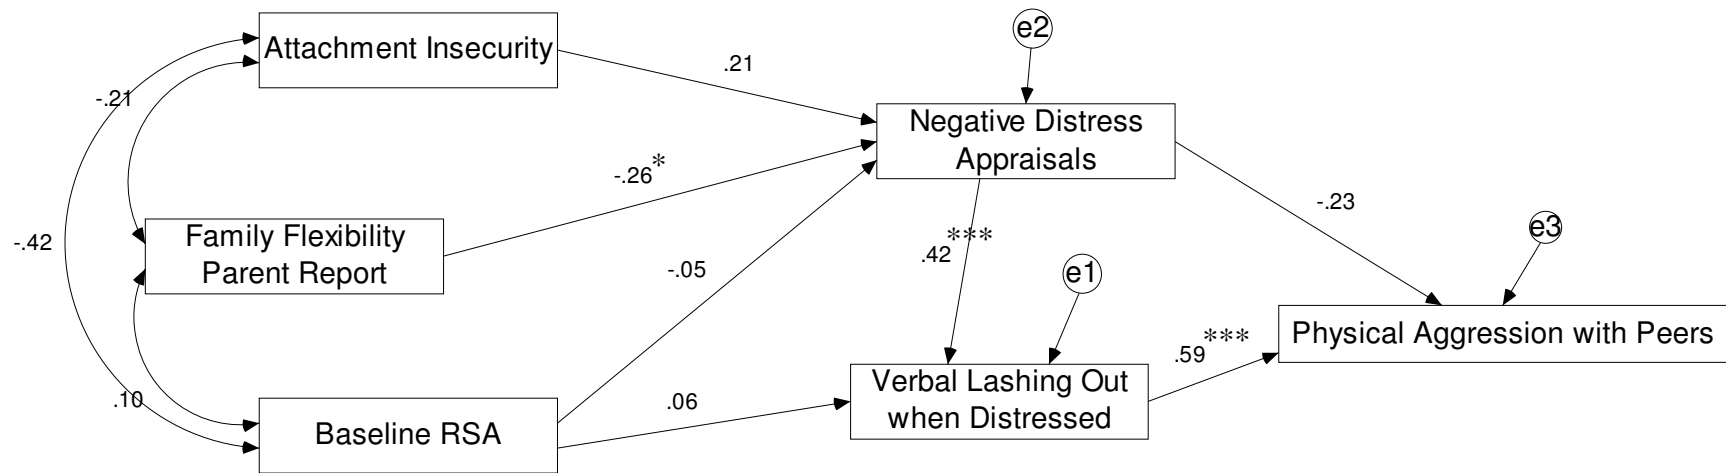 e2
Attachment Insecurity
.21
-.21
Negative Distress
Appraisals
-.26*
-.23
Family Flexibility
Parent Report
-.42
e3
.42***
-.05
e1
Physical Aggression with Peers
.59***
Verbal Lashing Out
when Distressed
.10
.06
Baseline RSA